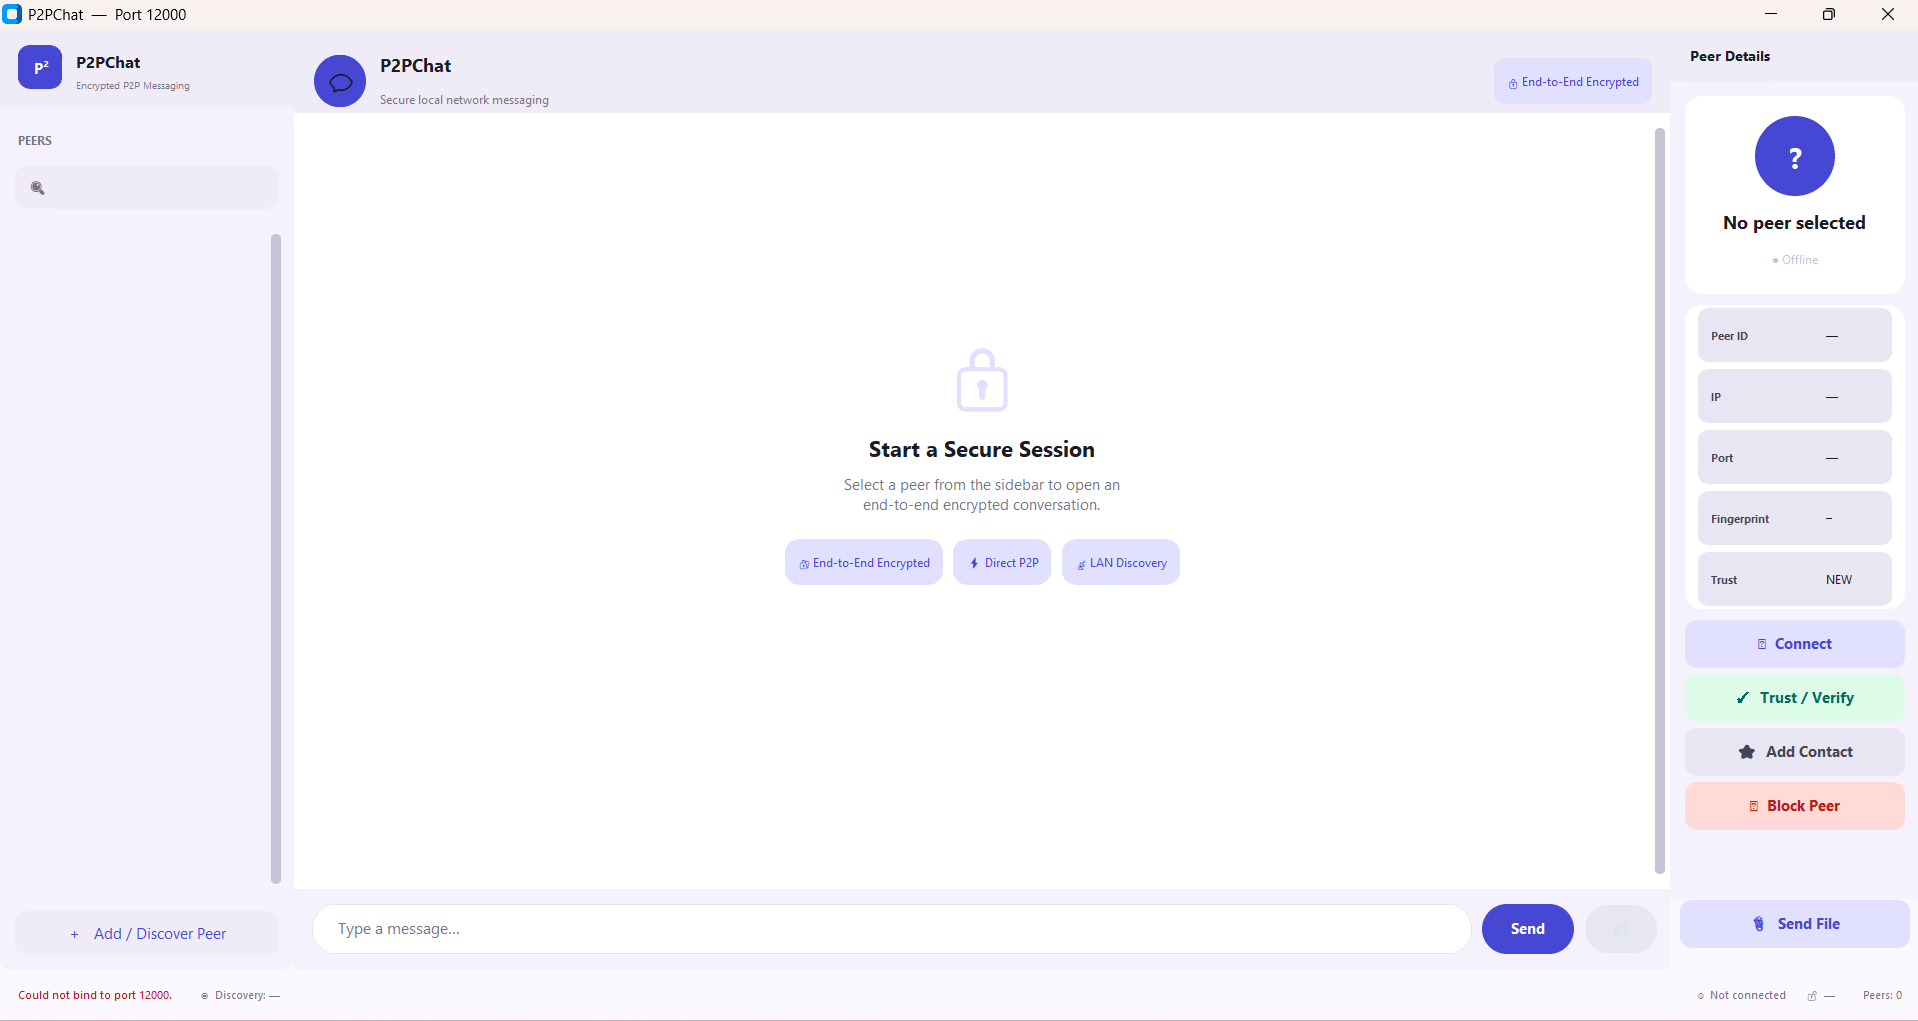 P2PChat — Port 12000
P²
P2PChat
Encrypted P2P Messaging
PEERS
+ Add / Discover Peer
P2PChat
Secure local network messaging
End-to-End Encrypted
Start a Secure Session
Select a peer from the sidebar to open an
end-to-end encrypted conversation.
End-to-End Encrypted
Direct P2P
LAN Discovery
Type a message...
Send
Peer Details
?
No peer selected
● Offline
Peer ID —
IP —
Port —
Fingerprint –
Trust NEW
Connect
✓ Trust / Verify
Add Contact
Block Peer
Send File
Could not bind to port 12000.
Discovery: —
Not connected
—
Peers: 0